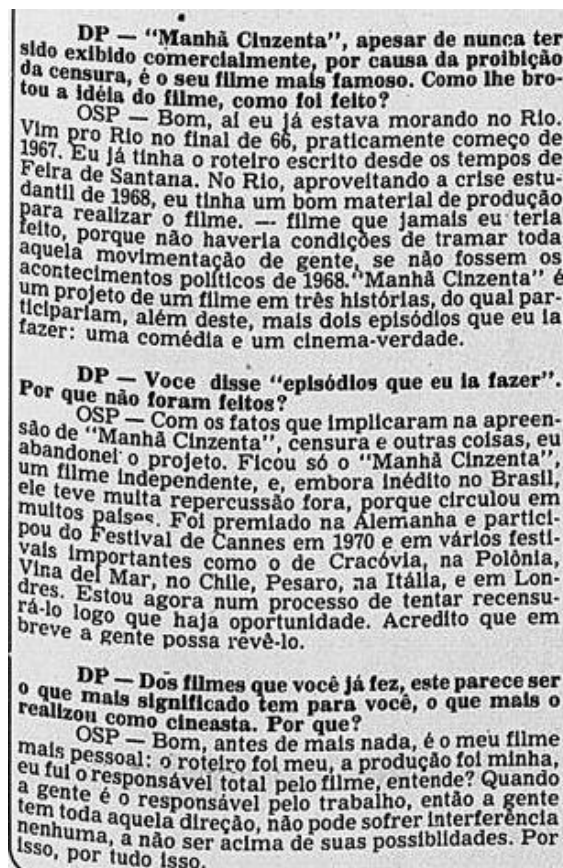 DP — “Manhã Cinzenta”, apesar de nunca ter
sido exibido comercialmente, por causa da proibição
da censura, é o seu filme mais famoso. Como lhe bro-
tou a idéia do filme, como foi feito?
OSP — Bom, aí eu já estava morando no Rio.
Vim pro Rio no final de 66, praticamente começo de
1967. Eu já tinha o roteiro escrito desde os tempos de
Feira de Santana. No Rio, aproveitando a crise estu-
dantil de 1968, eu tinha um bom material de produção
para realizar o filme. — filme que jamais eu teria
feito, porque não haveria condições de tramar toda
aquela movimentação de gente, se não fossem os
acontecimentos políticos de 1968. “Manhã Cinzenta” é
um projeto de um filme em três histórias, do qual par-
ticipariam, além deste, mais dois episódios que eu ia
fazer: uma comédia e um cinema-verdade.
DP — Voce disse “episódios que eu ia fazer”.
Por que não foram feitos?
OSP — Com os fatos que implicaram na apreen-
são de “Manhã Cinzenta”, censura e outras coisas, eu
abandonei o projeto. Ficou só o “Manhã Cinzenta”,
um filme independente, e, embora inédito no Brasil,
ele teve muita repercussão fora, porque circulou em
muitos países. Foi premiado na Alemanha e partici-
pou do Festival de Cannes em 1970 e em vários festi-
vais importantes como o de Cracóvia, na Polônia,
Vina del Mar, no Chile, Pesaro, na Itália, e em Lon-
dres. Estou agora num processo de tentar recensu-
rá-lo logo que haja oportunidade. Acredito que em
breve a gente possa revê-lo.
DP — Dos filmes que você já fez, este parece ser
o que mais significado tem para você, o que mais o
realizou como cineasta. Por que?
OSP — Bom, antes de mais nada, é o meu filme
mais pessoal: o roteiro foi meu, a produção foi minha,
eu fui o responsável total pelo filme, entende? Quando
a gente é o responsável pelo trabalho, então a gente
tem toda aquela direção, não pode sofrer interferência
nenhuma, a não ser acima de suas possiblidades. Por
isso, por tudo isso.